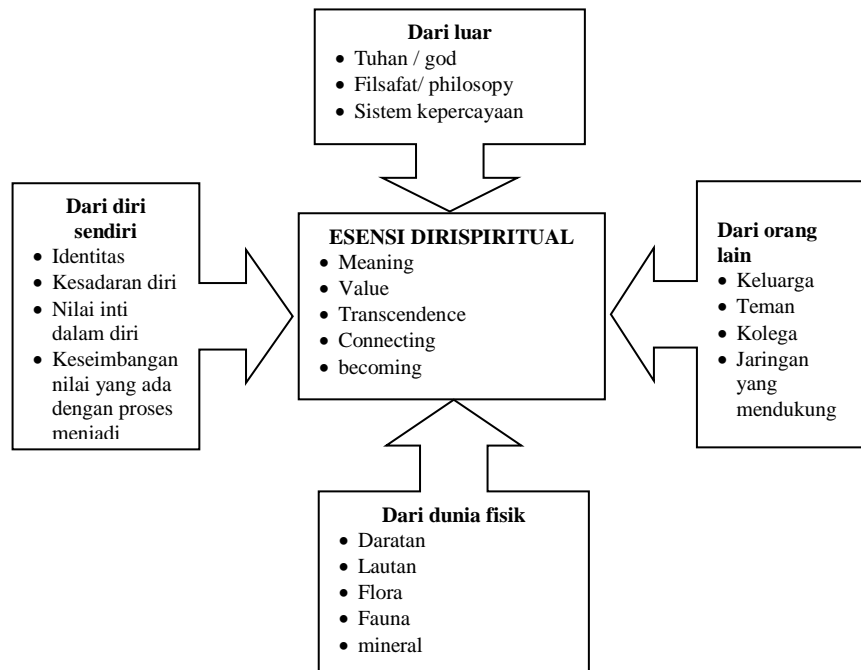 Dari luar
• Tuhan / god
• Filsafat/ philosopy
• Sistem kepercayaan
Dari diri
sendiri
• Identitas
• Kesadaran diri
• Nilai inti
dalam diri
• Keseimbangan
nilai yang ada
dengan proses
menjadi
ESENSI DIRISPIRITUAL
• Meaning
• Value
• Transcendence
• Connecting
• becoming
Dari orang
lain
• Keluarga
• Teman
• Kolega
• Jaringan
yang
mendukung
Dari dunia fisik
• Daratan
• Lautan
• Flora
• Fauna
• mineral